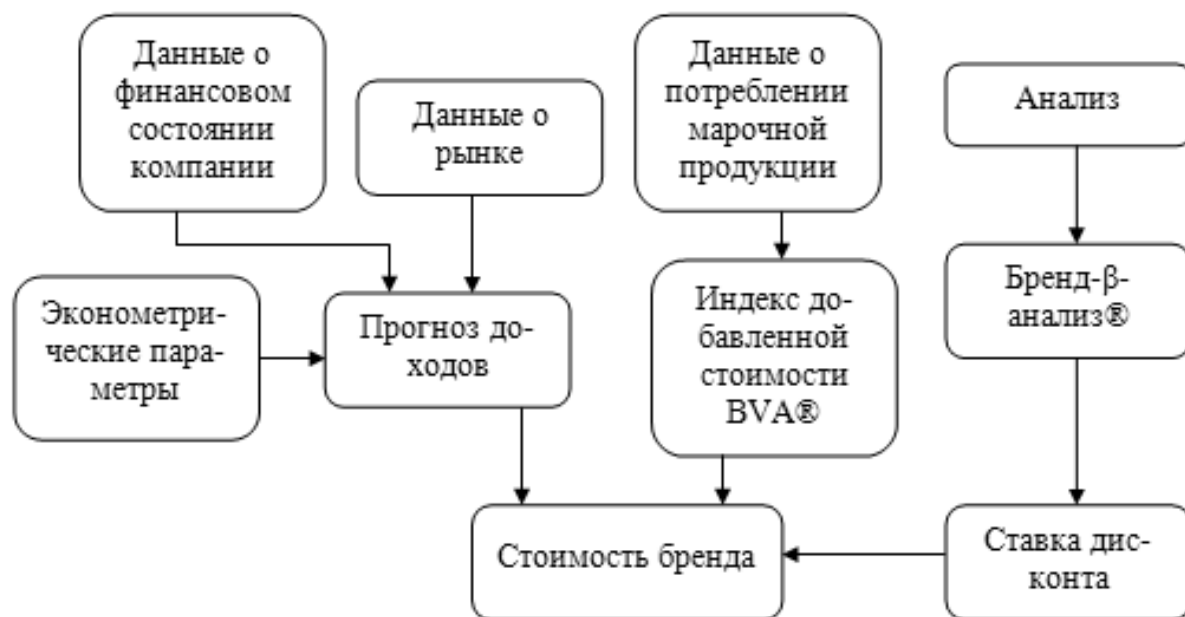 Данные о
финансовом
состоянии
компании
Данные о
рынке
Данные о
потреблении
марочной
продукции
Анализ
Эконометри-
ческие пара-
метры
Прогноз до-
ходов
Индекс до-
бавленной
стоимости
BVA®
Бренд-β-
анализ®
Стоимость бренда
Ставка дис-
конта